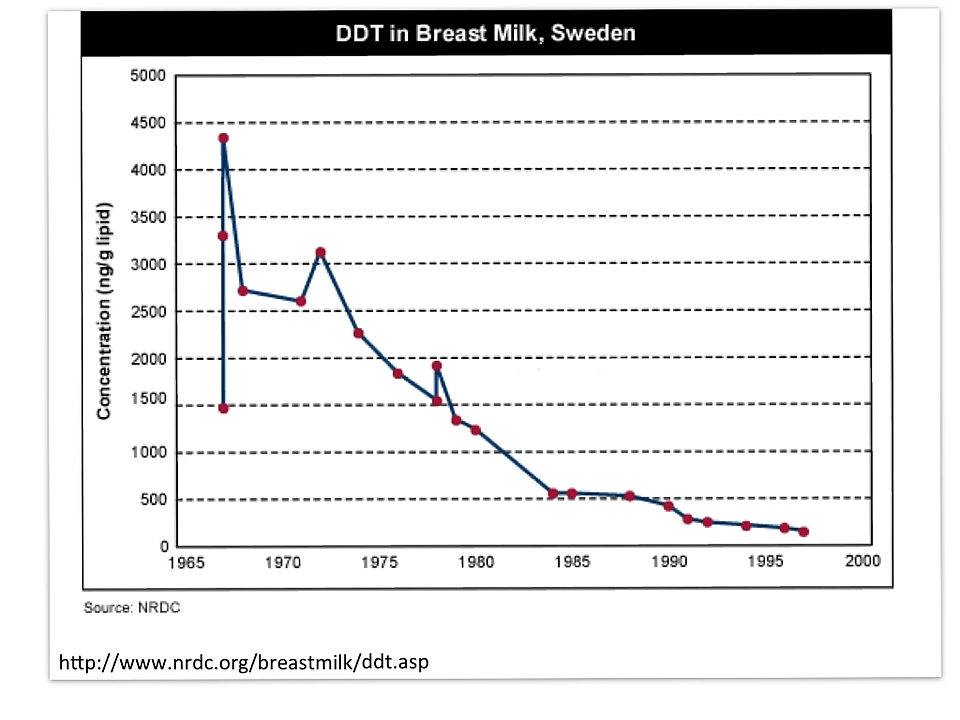 DDT in Breast Milk, Sweden
Concentration (ng/g lipid)
5000
4500
4000
3500
3000
2500
2000
1500
1000
500
0
1965 1970 1975 1980 1985 1990 1995 2000
Source: NRDC
http://www.nrdc.org/breastmilk/ddt.asp